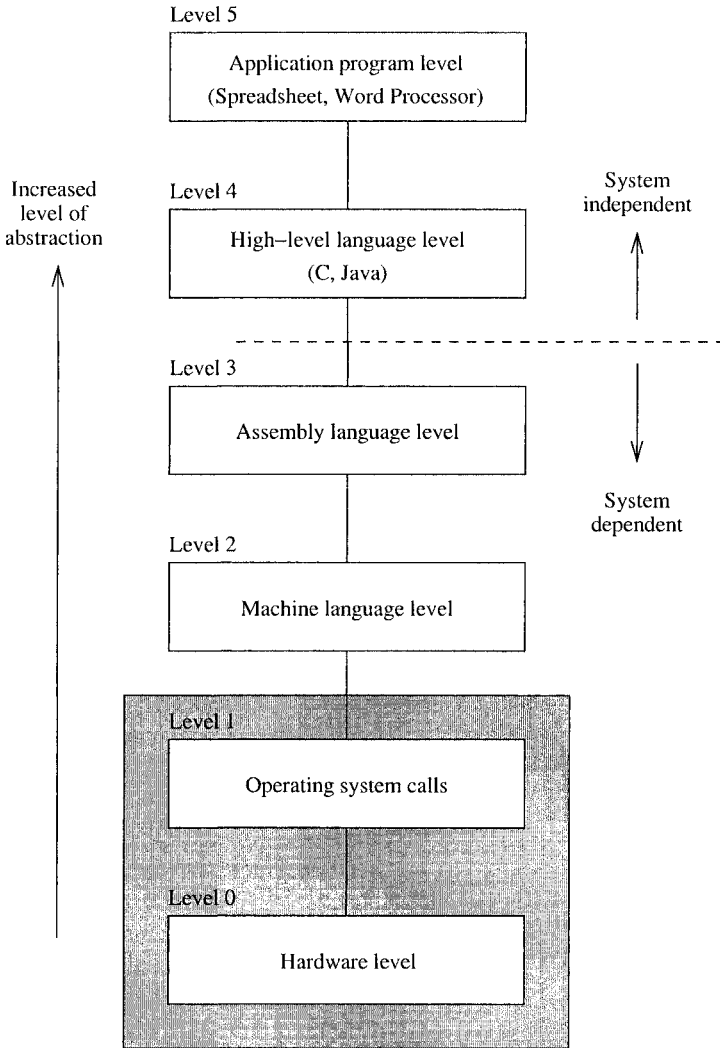 Level 5
Application program level
(Spreadsheet, Word Processor)
Increased
level of
abstraction
Level 4
High−level language level
(C, Java)
System
independent
Level 3
Assembly language level
System
dependent
Level 2
Machine language level
Level 1
Operating system calls
Level 0
Hardware level